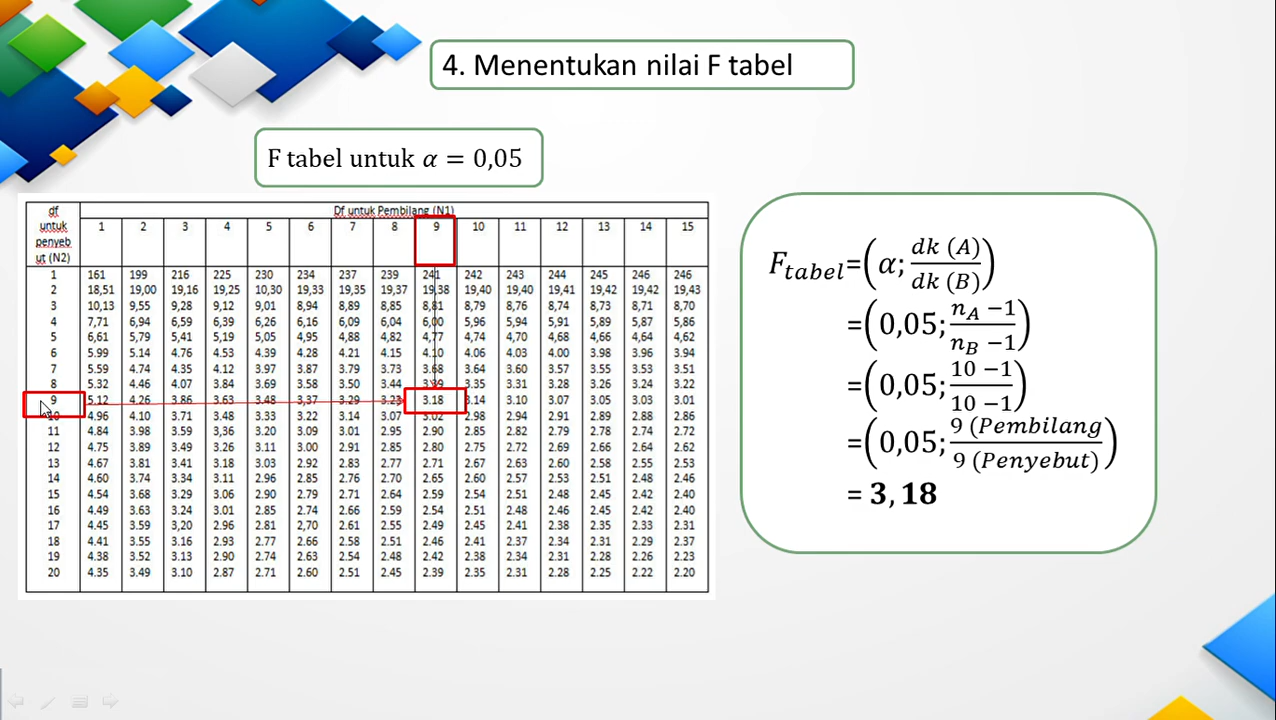 4. Menentukan nilai F tabel
F tabel untuk α = 0,05
df untuk penyebut (N2)
Df untuk Pembilang (N1)
1 2 3 4 5 6 7 8 9 10 11 12 13 14 15
1 161 199 216 225 230 234 237 239 241 242 243 244 245 246 246
2 18,51 19,00 19,16 19,25 10,30 19,33 19,35 19,37 19,38 19,40 19,40 19,41 19,42 19,42 19,43
3 10,13 9,55 9,28 9,12 9,01 8,94 8,89 8,85 8,81 8,79 8,76 8,74 8,73 8,71 8,70
4 7,71 6,94 6,59 6,39 6,26 6,16 6,09 6,04 6,00 5,96 5,94 5,91 5,89 5,87 5,86
5 6,61 5,79 5,41 5,19 5,05 4,95 4,88 4,82 4,77 4,74 4,70 4,68 4,66 4,64 4,62
6 5.99 5.14 4.76 4.53 4.39 4.28 4.21 4.15 4.10 4.06 4.03 4.00 3.98 3.96 3.94
7 5.59 4.74 4.35 4.12 3.97 3.87 3.79 3.73 3.68 3.64 3.60 3.57 3.55 3.53 3.51
8 5.32 4.46 4.07 3.84 3.69 3.58 3.50 3.44 3.39 3.35 3.31 3.28 3.26 3.24 3.22
9 5.12 4.26 3.86 3.63 3.48 3,37 3.29 3.23 3.18 3.14 3.10 3.07 3.05 3.03 3.01
10 4.96 4.10 3.71 3.48 3.33 3.22 3.14 3.07 3.02 2.98 2.94 2.91 2.89 2.88 2.86
11 4.84 3.98 3.59 3,36 3.20 3.09 3.01 2.95 2.90 2.85 2.82 2.79 2.78 2.74 2.72
12 4.75 3.89 3.49 3.26 3.11 3.00 2.91 2.85 2.80 2.75 2.72 2.69 2.66 2.64 2.62
13 4.67 3.81 3.41 3.18 3.03 2.92 2.83 2.77 2.71 2.67 2.63 2.60 2.58 2.55 2.53
14 4.60 3.74 3.34 3.11 2.96 2.85 2.76 2.70 2.65 2.60 2.57 2.53 2.51 2.48 2.46
15 4.54 3.68 3.29 3.06 2.90 2.79 2.71 2.64 2.59 2.54 2.51 2.48 2.45 2.42 2.40
16 4.49 3.63 3.24 3.01 2.85 2.74 2.66 2.59 2.54 2.51 2.48 2.46 2.45 2.42 2.40
17 4.45 3.59 3,20 2.96 2.81 2,70 2.61 2.55 2.49 2.45 2.41 2.38 2.35 2.33 2.31
18 4.41 3.55 3.16 2.93 2.77 2.66 2.58 2.51 2.46 2.41 2.37 2.34 2.31 2.29 2.37
19 4.38 3.52 3.13 2.90 2.74 2.63 2.54 2.48 2.42 2.38 2.34 2.31 2.28 2.26 2.23
20 4.35 3.49 3.10 2.87 2.71 2.60 2.51 2.45 2.39 2.35 2.31 2.28 2.25 2.22 2.20
F_tabel=(α; dk (A)/dk (B))
=(0,05; n_A −1/n_B −1)
=(0,05; 10 −1/10 −1)
=(0,05; 9 (Pembilang/9 (Penyebut))
= 3,18